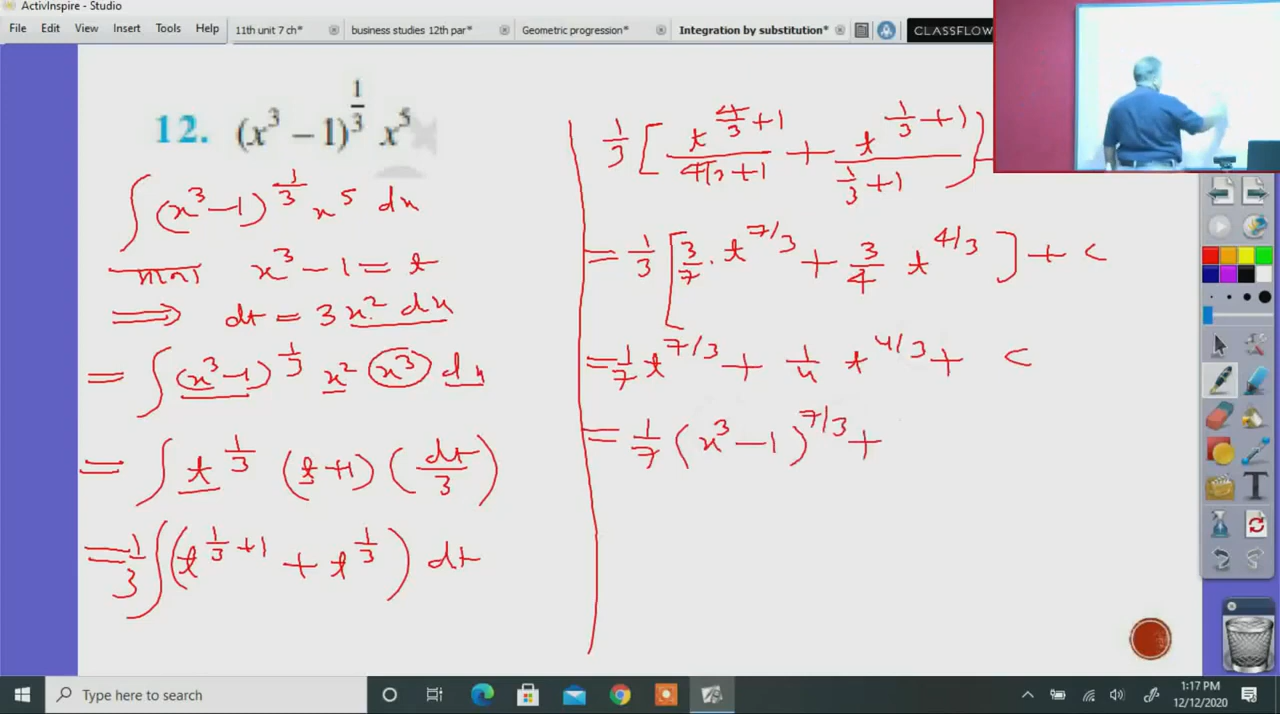 ActivInspire - Studio
File Edit View Insert Tools Help 11th unit 7 ch* business studies 12th par* Geometric progression* Integration by substitution* CLASSFLOW
12. (x³ − 1)^(1/3) x⁵
∫ (x³−1)^(1/3) x⁵ dx
x³−1 = t
⟹ dt = 3x² dx
= ∫ (x³−1)^(1/3) x² x³ dx
= ∫ t^(1/3) (t+1) (dt/3)
= 1/3 ∫ (t^(1/3 +1) + t^(1/3)) dt
1/3 [ t^(4/3 +1) / (4/3+1) + t^(1/3 +1) / (1/3 +1) ]
= 1/3 [ 3/7 . t^(7/3) + 3/4 t^(4/3) ] + c
= 1/7 t^(7/3) + 1/4 t^(4/3) + c
= 1/7 (x³ −1)^(7/3) +
Type here to search
1:17 PM
12/12/2020